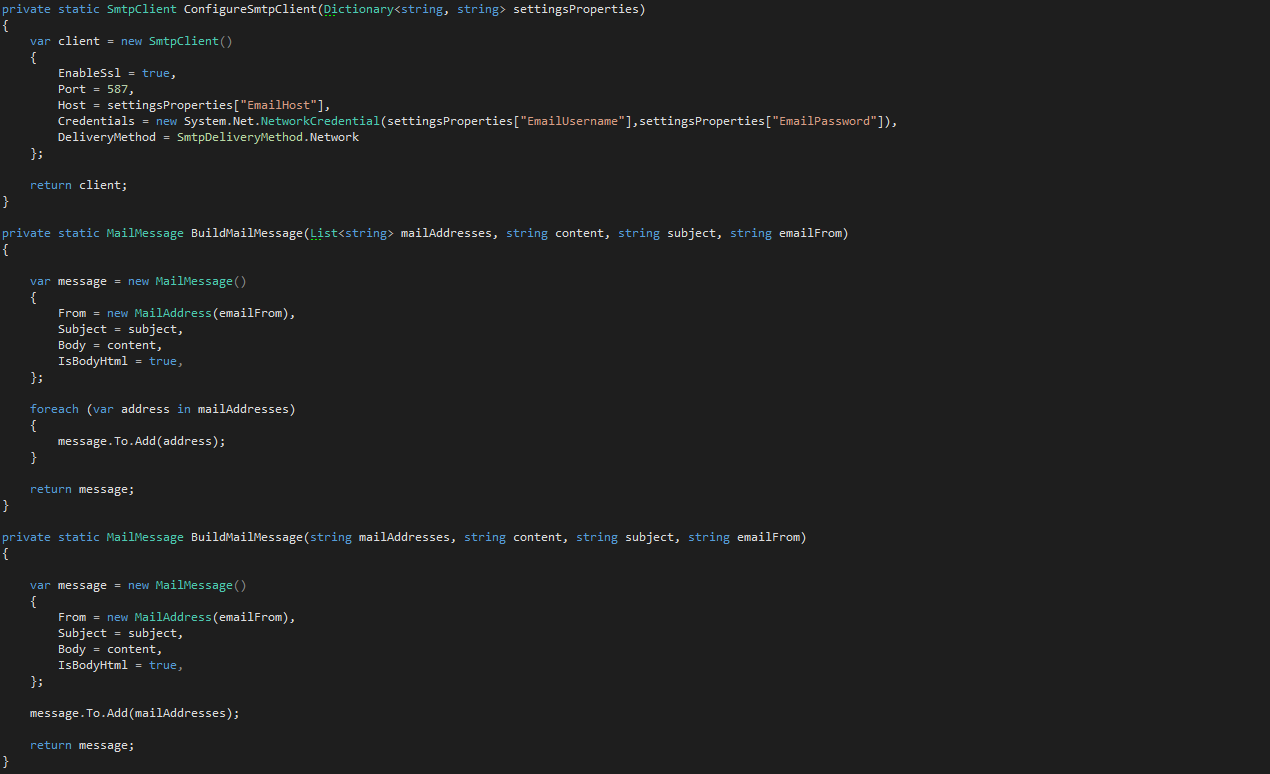 private static SmtpClient ConfigureSmtpClient(Dictionary<string, string> settingsProperties)
{
    var client = new SmtpClient()
    {
        EnableSsl = true,
        Port = 587,
        Host = settingsProperties["EmailHost"],
        Credentials = new System.Net.NetworkCredential(settingsProperties["EmailUsername"],settingsProperties["EmailPassword"]),
        DeliveryMethod = SmtpDeliveryMethod.Network
    };

    return client;
}

private static MailMessage BuildMailMessage(List<string> mailAddresses, string content, string subject, string emailFrom)
{

    var message = new MailMessage()
    {
        From = new MailAddress(emailFrom),
        Subject = subject,
        Body = content,
        IsBodyHtml = true,
    };

    foreach (var address in mailAddresses)
    {
        message.To.Add(address);
    }

    return message;
}

private static MailMessage BuildMailMessage(string mailAddresses, string content, string subject, string emailFrom)
{

    var message = new MailMessage()
    {
        From = new MailAddress(emailFrom),
        Subject = subject,
        Body = content,
        IsBodyHtml = true,
    };

    message.To.Add(mailAddresses);

    return message;
}